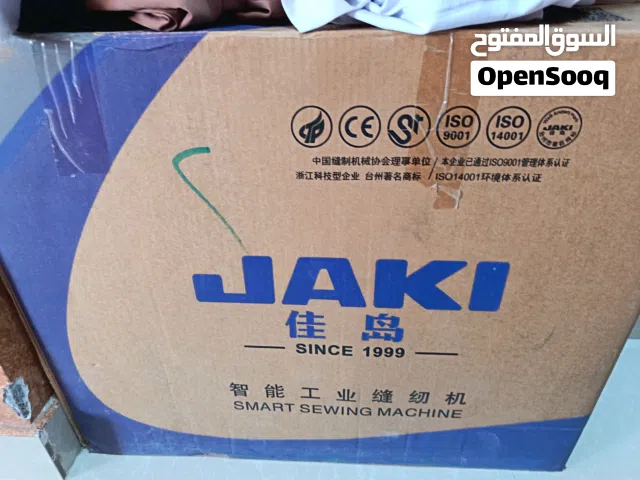 السوق المفتوح
OpenSooq
CE
ISO 9001
ISO 14001
JAKI
中国缝制机械协会理事单位 / 本企业已通过ISO9001管理体系认证
浙江科技型企业 台州著名商标 / ISO14001环境体系认证
JAKI
佳岛
SINCE 1999
智能工业缝纫机
SMART SEWING MACHINE